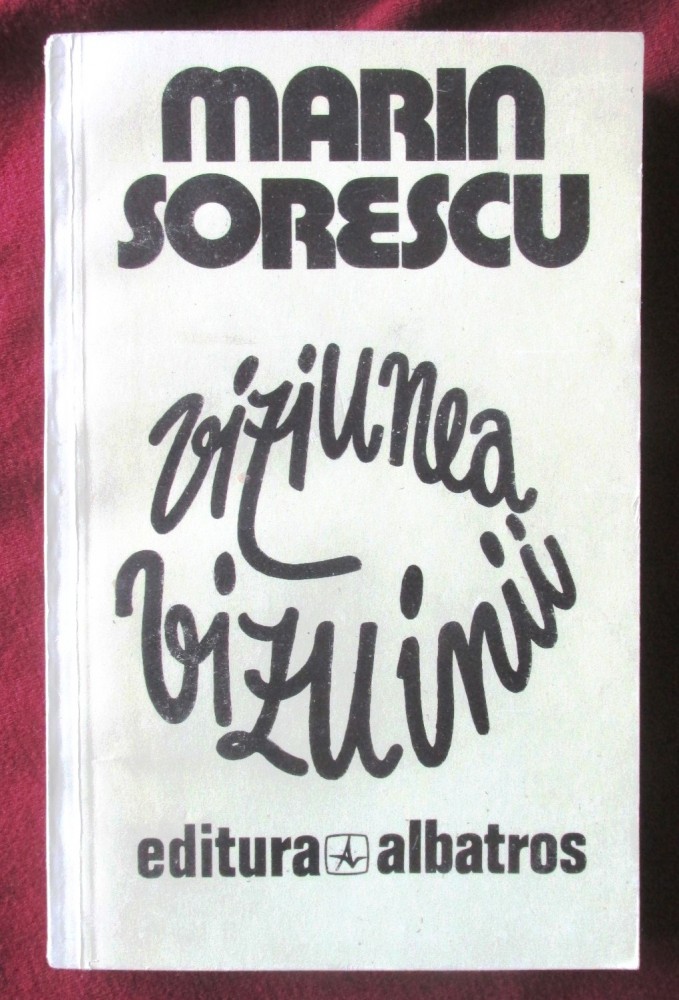 MARIN
SORESCU
viziunea
vizuinii
editura albatros